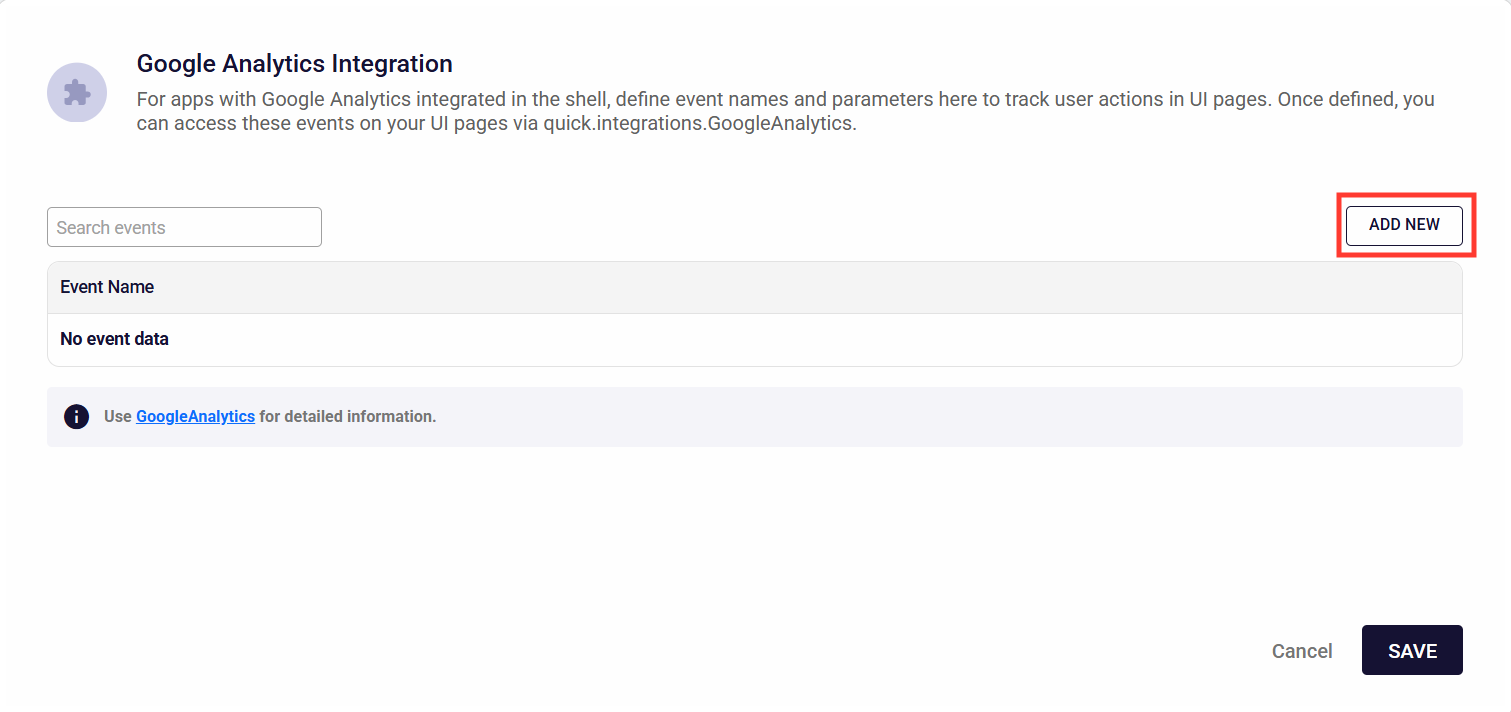 Google Analytics Integration
For apps with Google Analytics integrated in the shell, define event names and parameters here to track user actions in UI pages. Once defined, you
can access these events on your UI pages via quick.integrations.GoogleAnalytics.
Search events
ADD NEW
Event Name
No event data
Use GoogleAnalytics for detailed information.
Cancel
SAVE